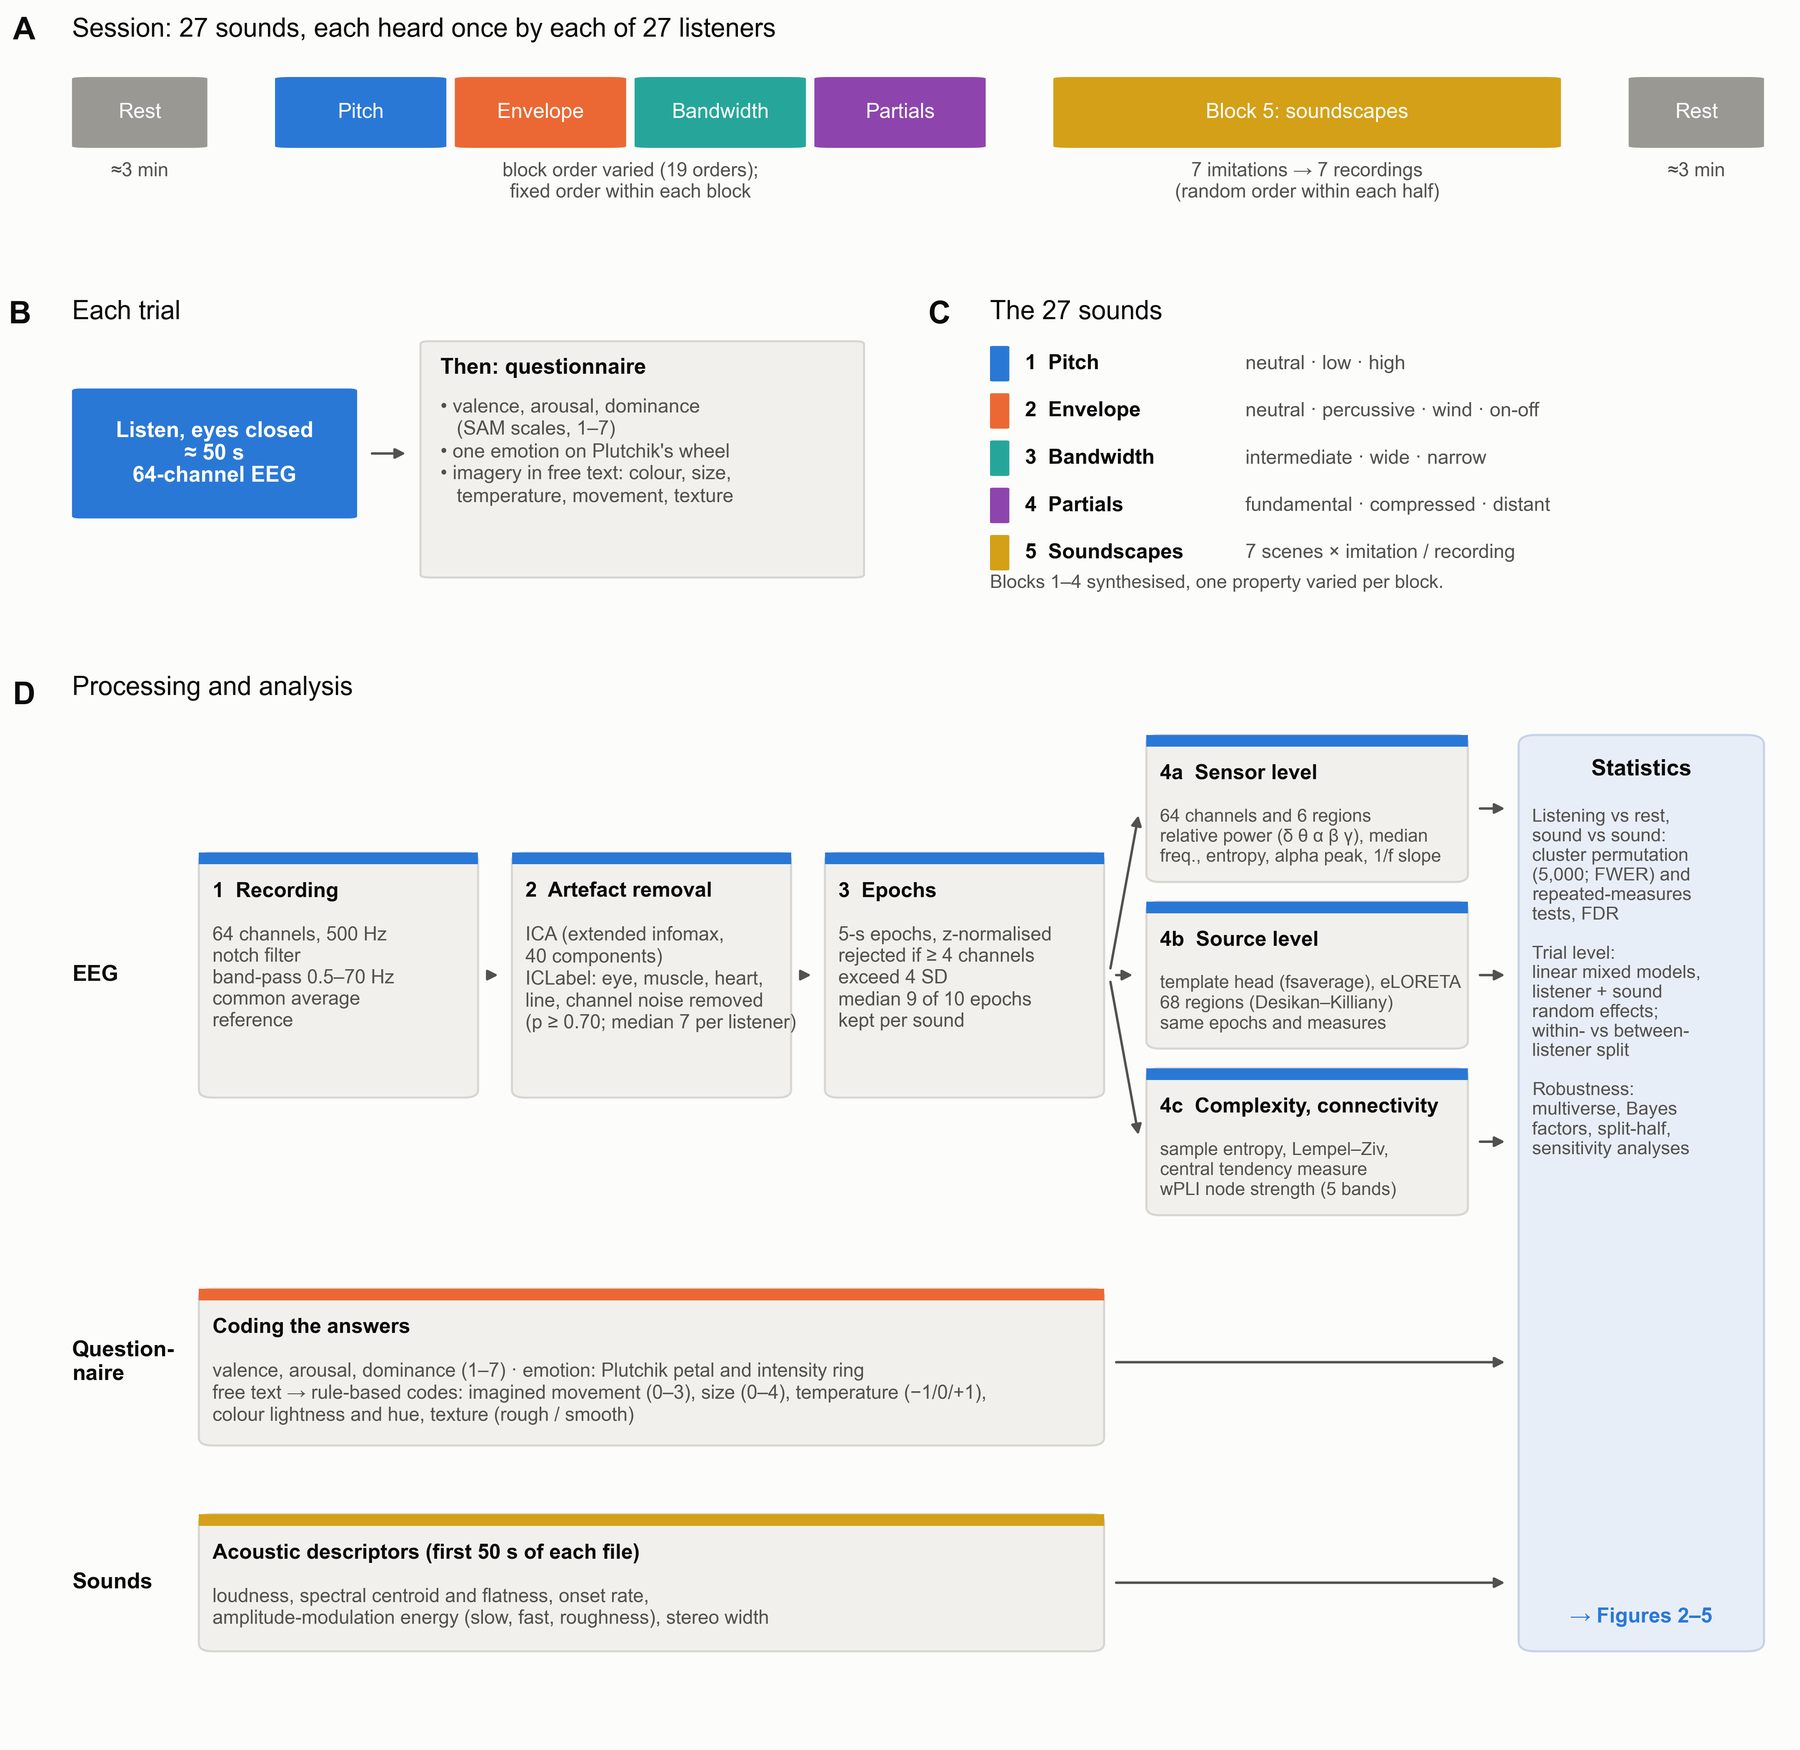 A
Session: 27 sounds, each heard once by each of 27 listeners
Rest
Pitch
Envelope
Bandwidth
Partials
Block 5: soundscapes
Rest
≈3 min
block order varied (19 orders);
fixed order within each block
7 imitations → 7 recordings
(random order within each half)
≈3 min
B
Each trial
Listen, eyes closed
≈ 50 s
64-channel EEG
Then: questionnaire
• valence, arousal, dominance
(SAM scales, 1–7)
• one emotion on Plutchik's wheel
• imagery in free text: colour, size,
temperature, movement, texture
C
The 27 sounds
1 Pitch neutral · low · high
2 Envelope neutral · percussive · wind · on-off
3 Bandwidth intermediate · wide · narrow
4 Partials fundamental · compressed · distant
5 Soundscapes 7 scenes × imitation / recording
Blocks 1–4 synthesised, one property varied per block.
D
Processing and analysis
EEG
1 Recording
64 channels, 500 Hz
notch filter
band-pass 0.5–70 Hz
common average
reference
2 Artefact removal
ICA (extended infomax,
40 components)
ICLabel: eye, muscle, heart,
line, channel noise removed
(p ≥ 0.70; median 7 per listener)
3 Epochs
5-s epochs, z-normalised
rejected if ≥ 4 channels
exceed 4 SD
median 9 of 10 epochs
kept per sound
4a Sensor level
64 channels and 6 regions
relative power (δ θ α β γ), median
freq., entropy, alpha peak, 1/f slope
4b Source level
template head (fsaverage), eLORETA
68 regions (Desikan–Killiany)
same epochs and measures
4c Complexity, connectivity
sample entropy, Lempel–Ziv,
central tendency measure
wPLI node strength (5 bands)
Statistics
Listening vs rest,
sound vs sound:
cluster permutation
(5,000; FWER) and
repeated-measures
tests, FDR
Trial level:
linear mixed models,
listener + sound
random effects;
within- vs between-
listener split
Robustness:
multiverse, Bayes
factors, split-half,
sensitivity analyses
→ Figures 2–5
Question-
naire
Coding the answers
valence, arousal, dominance (1–7) · emotion: Plutchik petal and intensity ring
free text → rule-based codes: imagined movement (0–3), size (0–4), temperature (−1/0/+1),
colour lightness and hue, texture (rough / smooth)
Sounds
Acoustic descriptors (first 50 s of each file)
loudness, spectral centroid and flatness, onset rate,
amplitude-modulation energy (slow, fast, roughness), stereo width